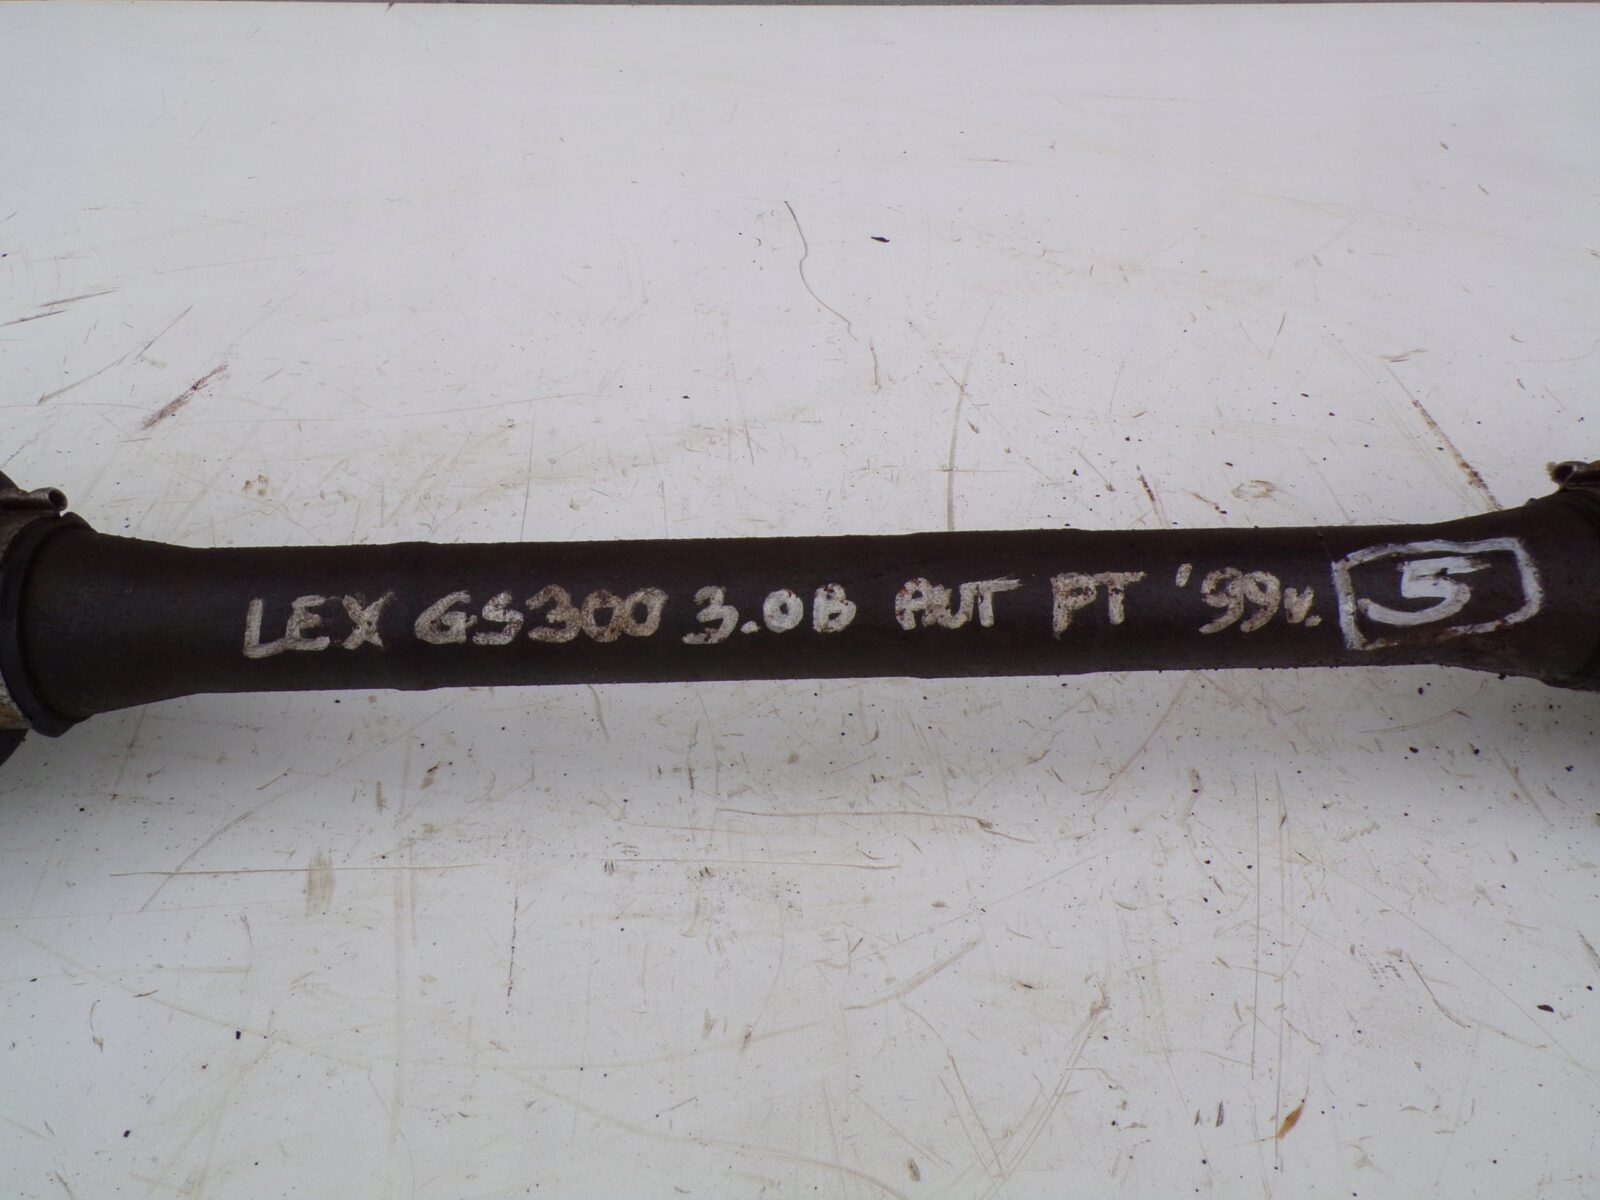 LEX GS300 3.0B AUT PT '99v. 5